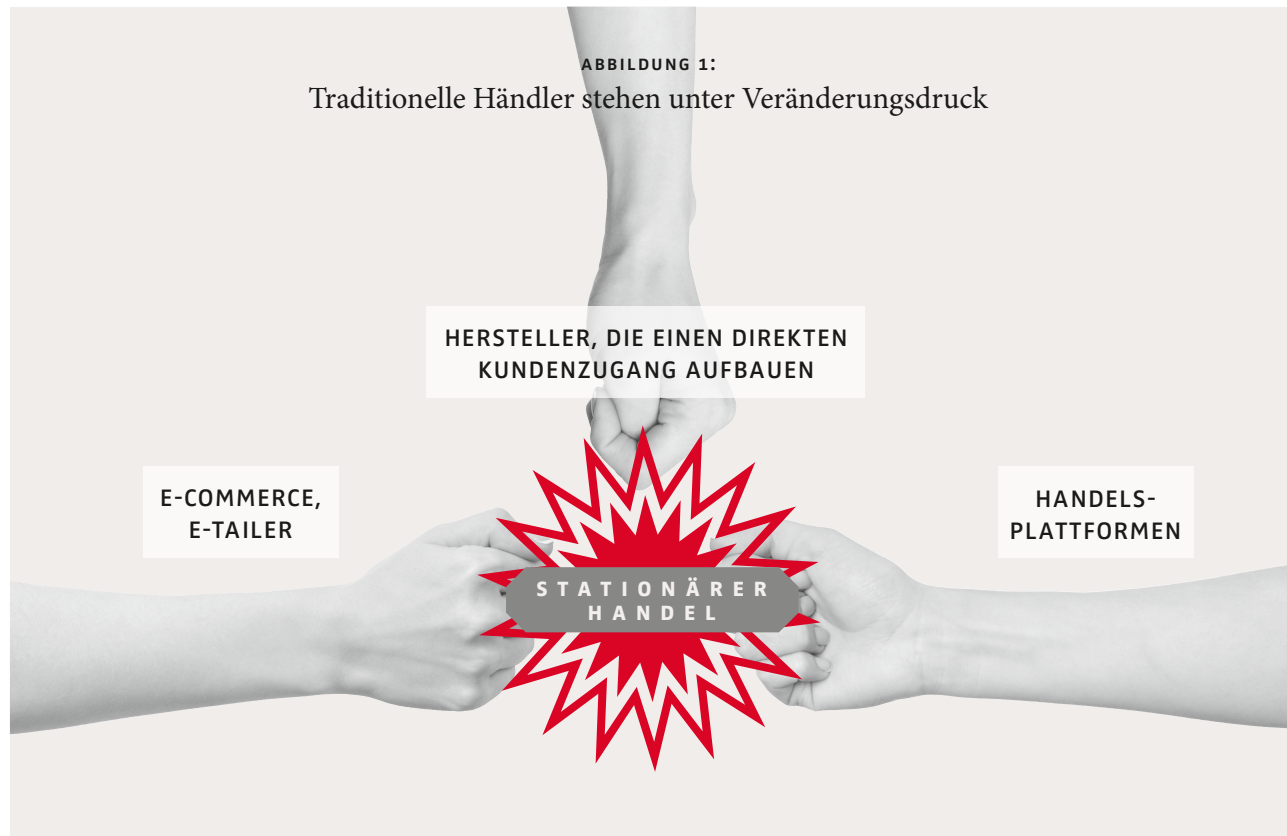 ABBILDUNG 1:
Traditionelle Händler stehen unter Veränderungsdruck
HERSTELLER, DIE EINEN DIREKTEN
KUNDENZUGANG AUFBAUEN
E-COMMERCE,
E-TAILER
HANDELS-
PLATTFORMEN
STATIONÄRER
HANDEL